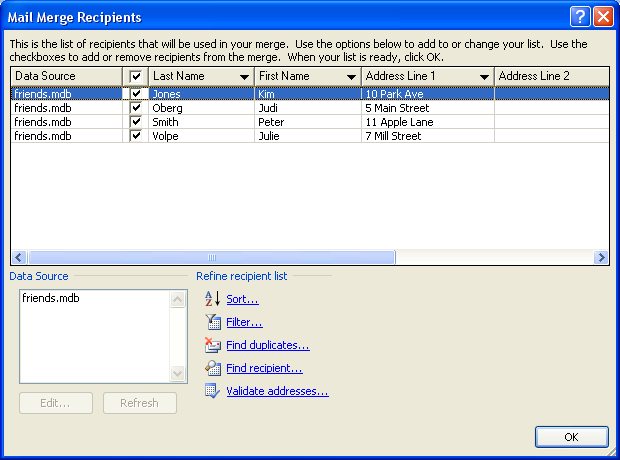 Mail Merge Recipients
This is the list of recipients that will be used in your merge.  Use the options below to add to or change your list.  Use the
checkboxes to add or remove recipients from the merge.  When your list is ready, click OK.
Data Source Last Name First Name Address Line 1 Address Line 2
friends.mdb Jones Kim 10 Park Ave
friends.mdb Oberg Judi 5 Main Street
friends.mdb Smith Peter 11 Apple Lane
friends.mdb Volpe Julie 7 Mill Street
Data Source
friends.mdb
Edit... Refresh
Refine recipient list
Sort...
Filter...
Find duplicates...
Find recipient...
Validate addresses...
OK